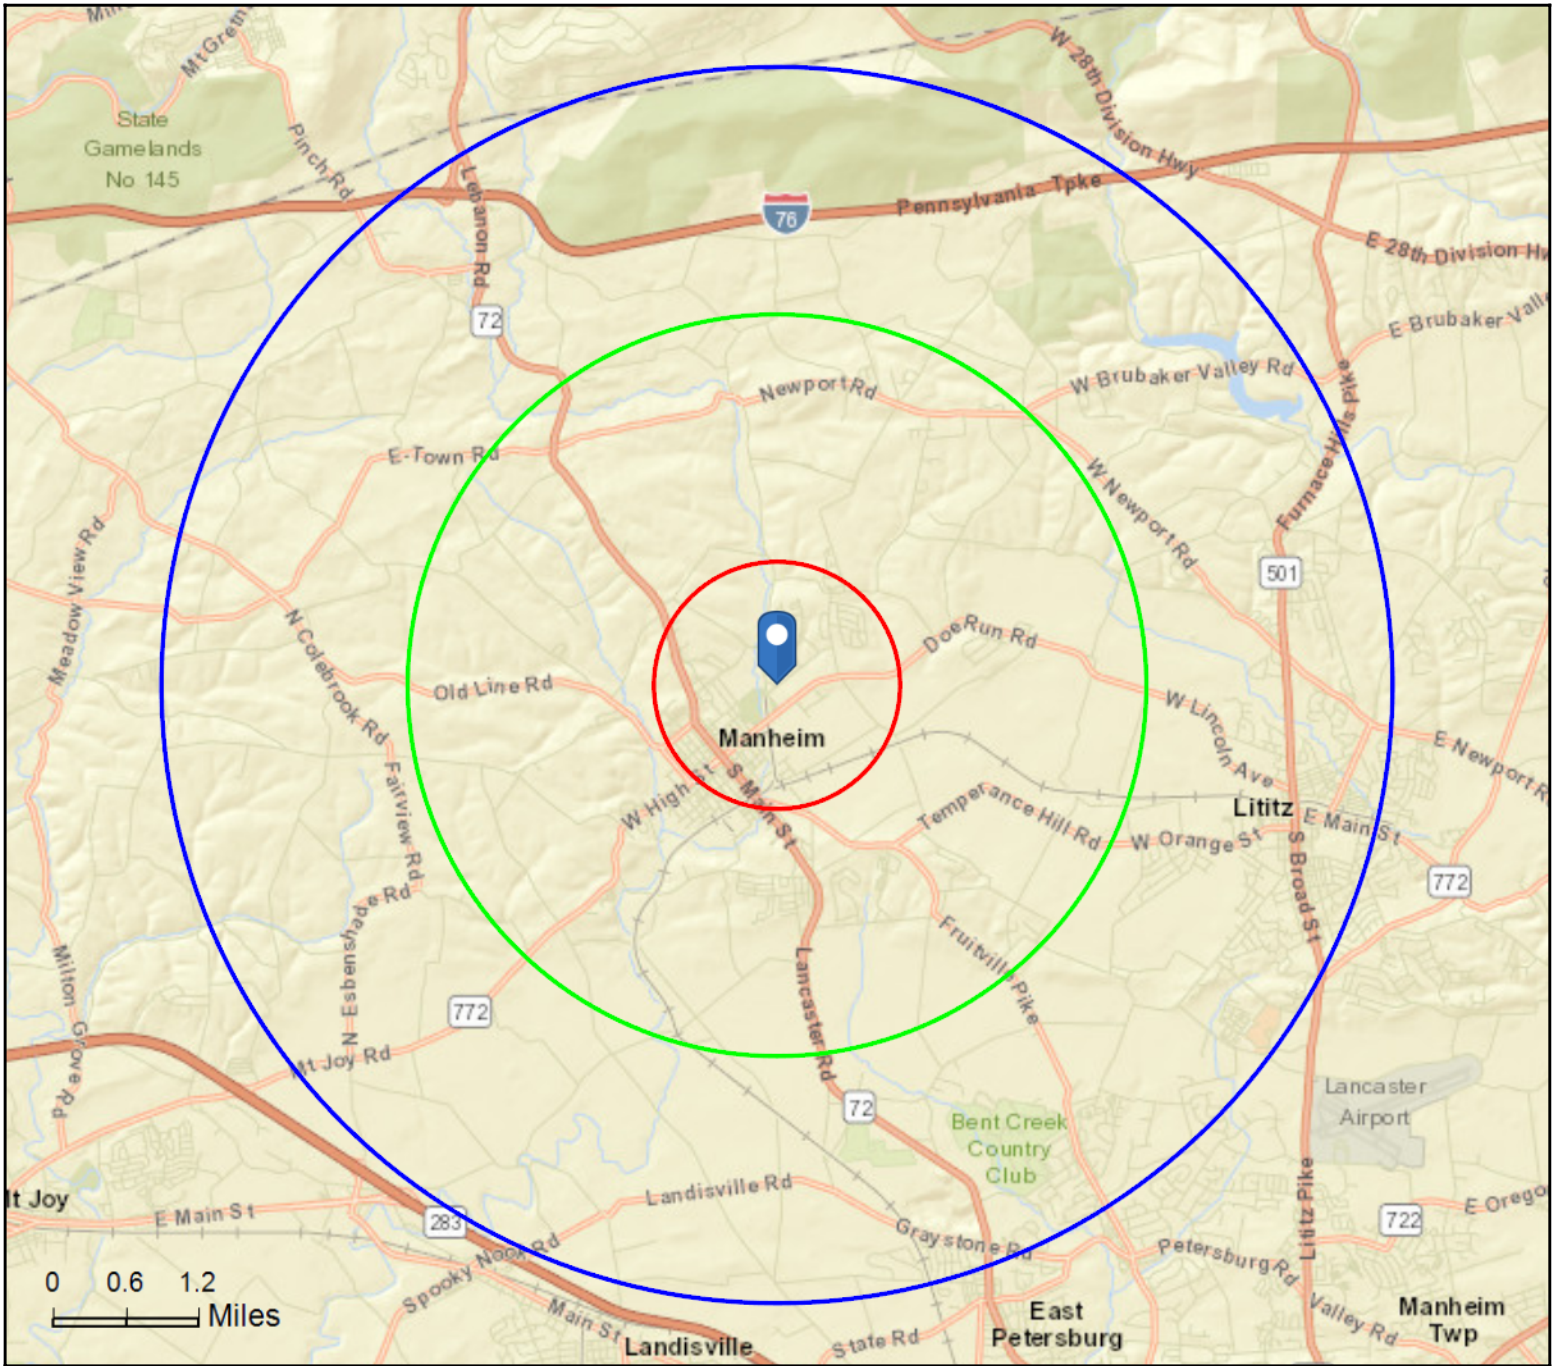 Mt Gretn
W 28th Division Hwy
State
Gamelands
No 145
Pinch Rd
Lebanon Rd
Pennsylvania Tpke
76
E 28th Division Hw
72
E Brubaker Vall
Newport Rd
W Brubaker Valley Rd
Furnace Hills Pike
E-Town Rd
W Newport Rd
Meadow View Rd
501
N Colebrook Rd
Doe Run Rd
Old Line Rd
W Lincoln Ave
Manheim
E Newport R
Fairview Rd
W High St
S Main St
Temperance Hill Rd
W Orange St
Lititz
E Main St
S Broad St
772
N Esbenshade Rd
Fruitville Pike
Milton Grove Rd
Lancaster Rd
772
Mt Joy Rd
72
Lancaster
Airport
Bent Creek
Country
Club
Lititz Pike
Landisville Rd
lt Joy
E Main St
283
Graystone Rd
722
E Orego
Spooky Nook Rd
Petersburg Rd
0 0.6 1.2
Miles
Main St
Landisville
State Rd
East
Petersburg
Valley Rd
Manheim
Twp